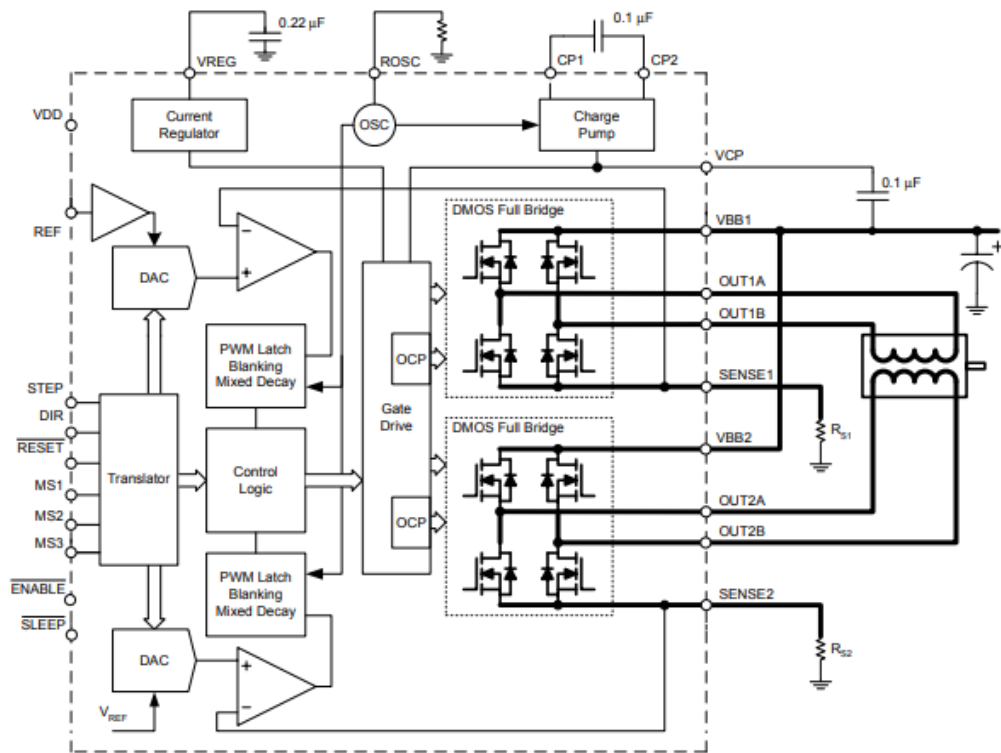 0.22 μF
0.1 μF
VREG
ROSC
CP1
CP2
VDD
Current
Regulator
OSC
Charge
Pump
VCP
0.1 μF
REF
DMOS Full Bridge
VBB1
+
−
+
DAC
OUT1A
OUT1B
PWM Latch
Blanking
Mixed Decay
OCP
SENSE1
Gate
Drive
STEP
DIR
RESET
MS1
MS2
MS3
Translator
Control
Logic
DMOS Full Bridge
RS1
VBB2
OUT2A
OUT2B
OCP
PWM Latch
Blanking
Mixed Decay
ENABLE
SLEEP
SENSE2
DAC
+
−
RS2
VREF